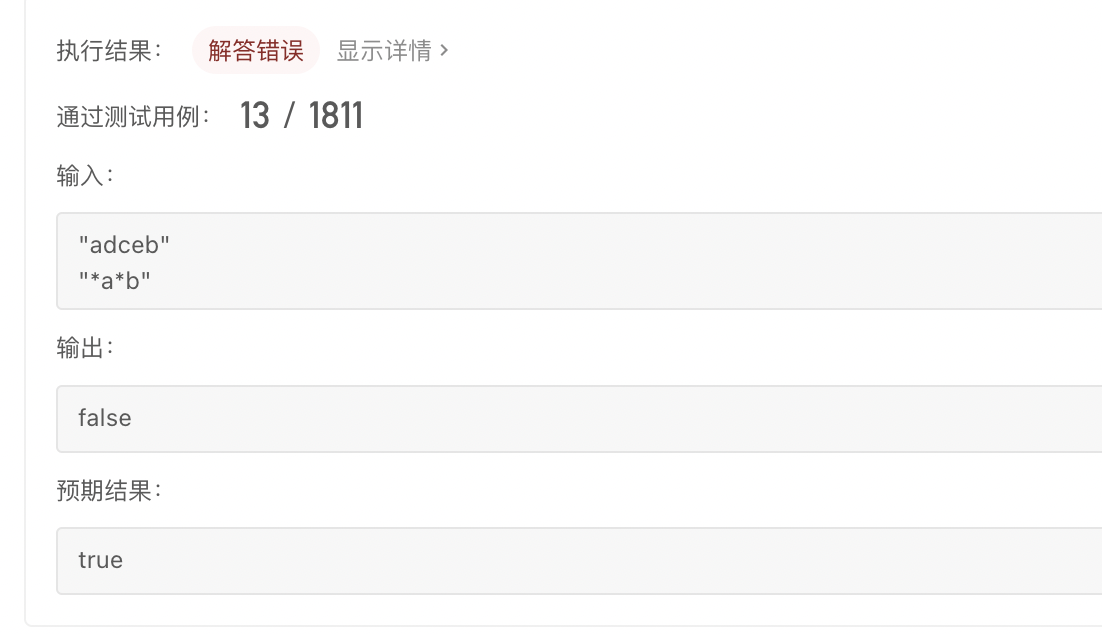 执行结果： 解答错误 显示详情 >
通过测试用例： 13 / 1811
输入：
"adceb"
"*a*b"
输出：
false
预期结果：
true